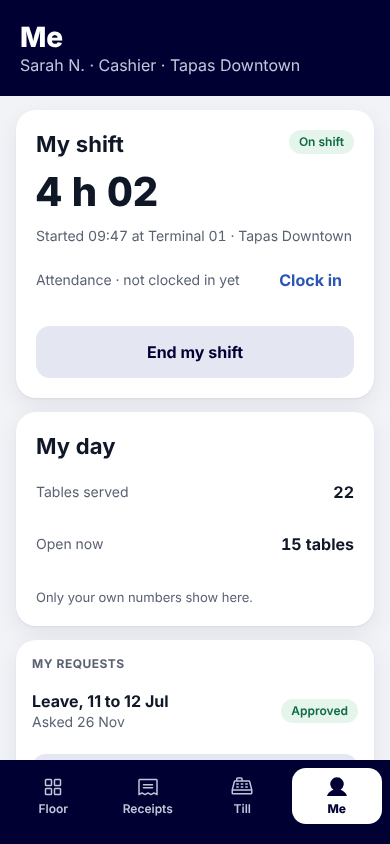 Me
Sarah N. · Cashier · Tapas Downtown
My shift
On shift
4 h 02
Started 09:47 at Terminal 01 · Tapas Downtown
Attendance · not clocked in yet
Clock in
End my shift
My day
Tables served
22
Open now
15 tables
Only your own numbers show here.
MY REQUESTS
Leave, 11 to 12 Jul
Approved
Asked 26 Nov
Floor
Receipts
Till
Me